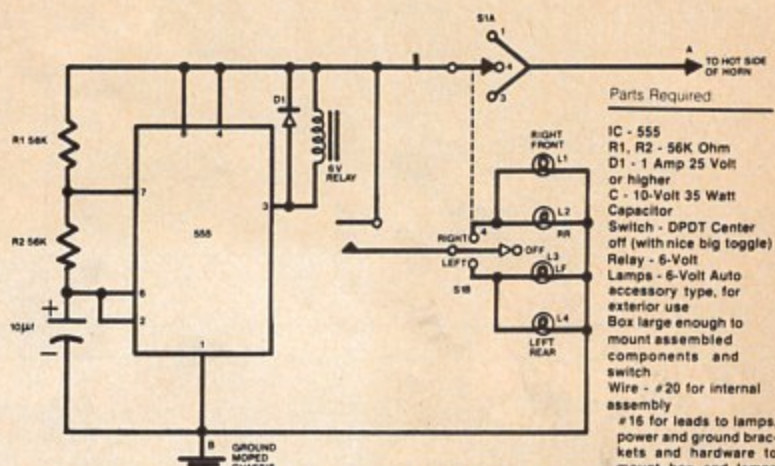 S1A
1
4
3
A
TO HOT SIDE
OF HORN
R1 56K
D1
6 V
RELAY
5
4
7
3
555
R2 56K
6
2
1
+
10µf
−
B
GROUND
MOPED
RIGHT
FRONT
L1
L2
RR
RIGHT
4
OFF
LEFT
L3
LF
S1B
L4
LEFT
REAR
Parts Required
IC - 555
R1, R2 - 56K Ohm
D1 - 1 Amp 25 Volt
or higher
C - 10-Volt 35 Watt
Capacitor
Switch - DPDT Center
off (with nice big toggle)
Relay - 6-Volt
Lamps - 6-Volt Auto
accessory type, for
exterior use
Box large enough to
mount assembled
components and
switch
Wire - #20 for internal
assembly
#16 for leads to lamps,
power and ground brac-
kets and hardware to